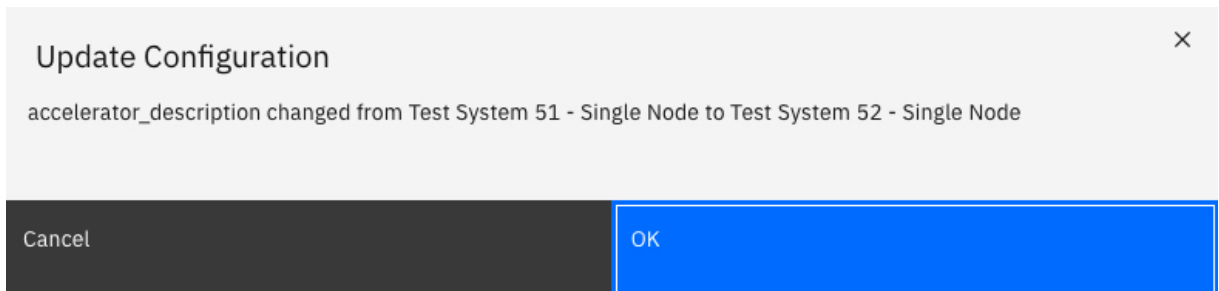 Update Configuration
accelerator_description changed from Test System 51 - Single Node to Test System 52 - Single Node
Cancel
OK